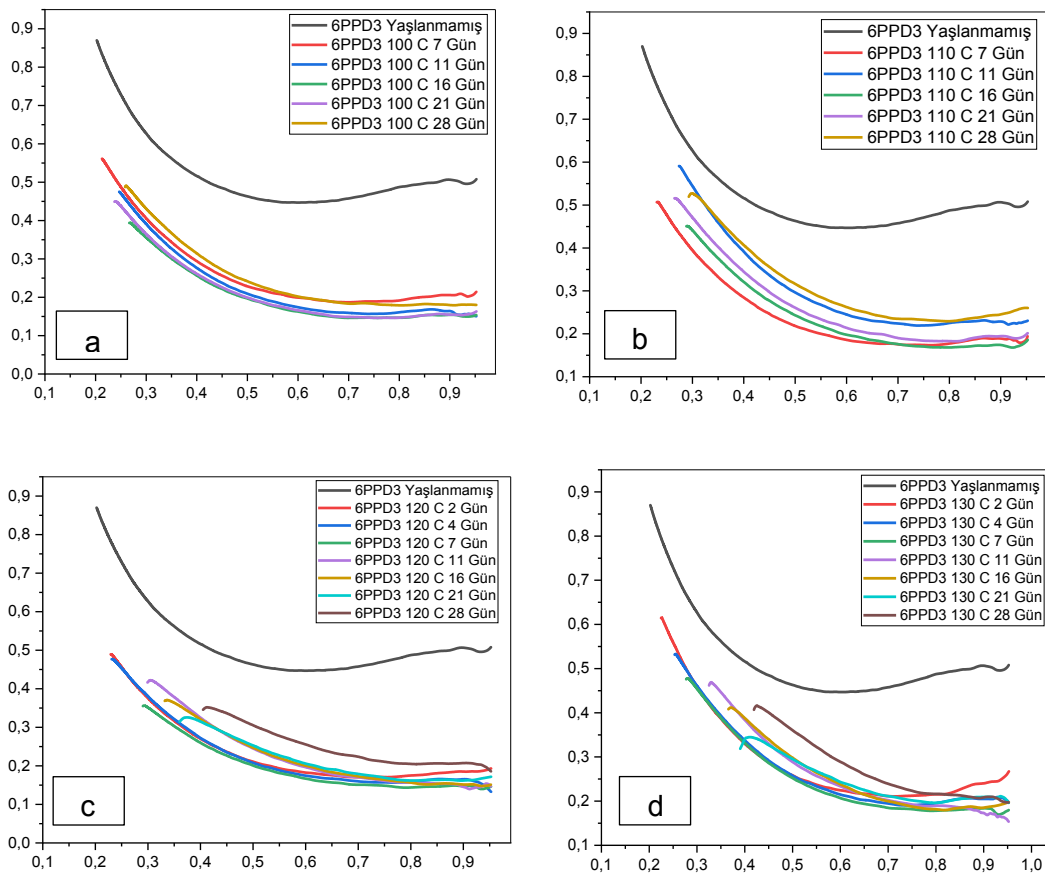 0,9
0,8
0,7
0,6
0,5
0,4
0,3
0,2
0,1
0,0
0,1 0,2 0,3 0,4 0,5 0,6 0,7 0,8 0,9
6PPD3 Yaşlanmamış
6PPD3 100 C 7 Gün
6PPD3 100 C 11 Gün
6PPD3 100 C 16 Gün
6PPD3 100 C 21 Gün
6PPD3 100 C 28 Gün
a
0,9
0,8
0,7
0,6
0,5
0,4
0,3
0,2
0,1
0,1 0,2 0,3 0,4 0,5 0,6 0,7 0,8 0,9
6PPD3 Yaşlanmamış
6PPD3 110 C 7 Gün
6PPD3 110 C 11 Gün
6PPD3 110 C 16 Gün
6PPD3 110 C 21 Gün
6PPD3 110 C 28 Gün
b
0,9
0,8
0,7
0,6
0,5
0,4
0,3
0,2
0,1
0,0
0,1 0,2 0,3 0,4 0,5 0,6 0,7 0,8 0,9
6PPD3 Yaşlanmamış
6PPD3 120 C 2 Gün
6PPD3 120 C 4 Gün
6PPD3 120 C 7 Gün
6PPD3 120 C 11 Gün
6PPD3 120 C 16 Gün
6PPD3 120 C 21 Gün
6PPD3 120 C 28 Gün
c
0,9
0,8
0,7
0,6
0,5
0,4
0,3
0,2
0,1
0,1 0,2 0,3 0,4 0,5 0,6 0,7 0,8 0,9 1,0
6PPD3 Yaşlanmamış
6PPD3 130 C 2 Gün
6PPD3 130 C 4 Gün
6PPD3 130 C 7 Gün
6PPD3 130 C 11 Gün
6PPD3 130 C 16 Gün
6PPD3 130 C 21 Gün
6PPD3 130 C 28 Gün
d